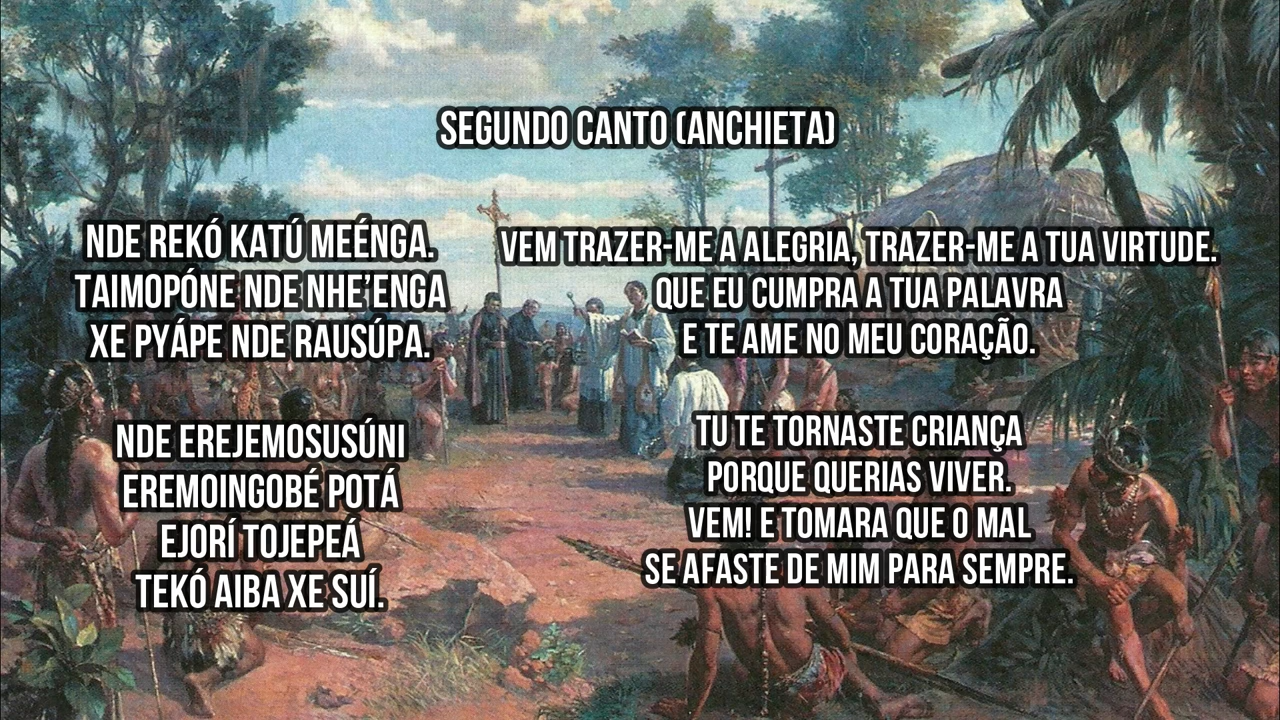 SEGUNDO CANTO (ANCHIETA)
NDE REKÓ KATÚ MEÉNGA.
TAIMOPÓNE NDE NHE’ENGA
XE PYÁPE NDE RAUSÚPA.
NDE EREJEMOSUSÚNI
EREMOINGOBÉ POTÁ
EJORÍ TOJEPEÁ
TEKÓ AIBA XE SUÍ.
VEM TRAZER-ME A ALEGRIA, TRAZER-ME A TUA VIRTUDE.
QUE EU CUMPRA A TUA PALAVRA
E TE AME NO MEU CORAÇÃO.
TU TE TORNASTE CRIANÇA
PORQUE QUERIAS VIVER.
VEM! E TOMARA QUE O MAL
SE AFASTE DE MIM PARA SEMPRE.